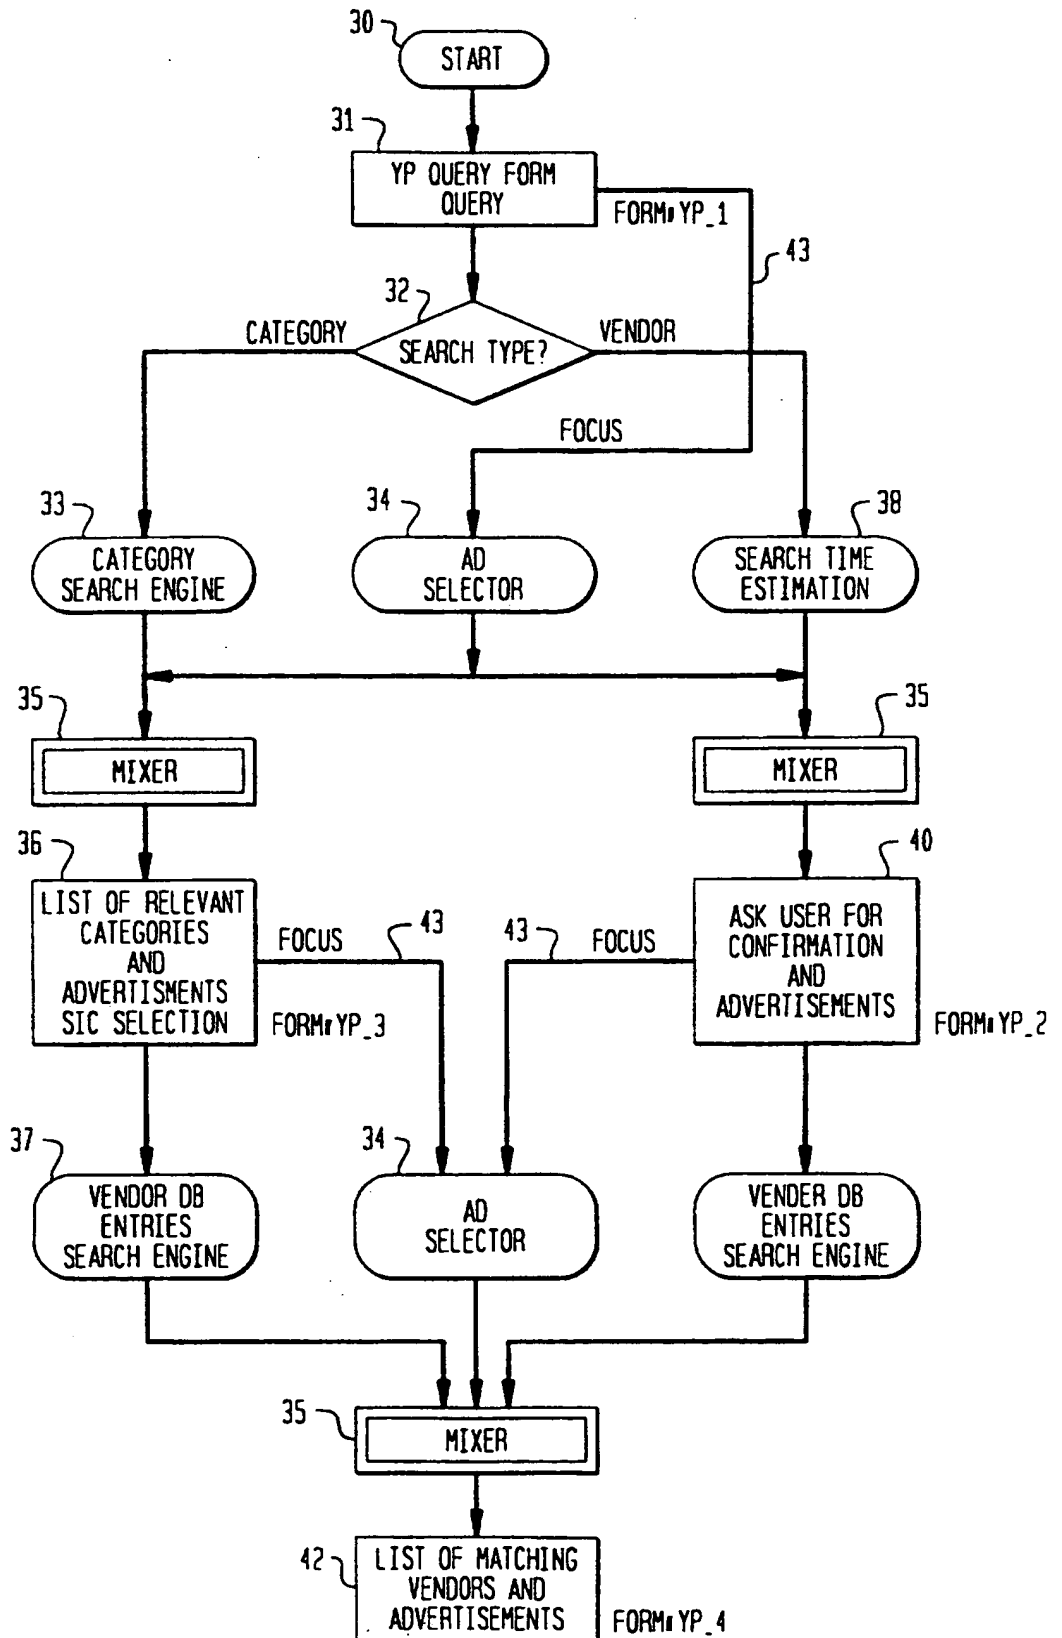 30
START
31
YP QUERY FORM
QUERY
FORM#YP_1
43
32
CATEGORY
SEARCH TYPE?
VENDOR
FOCUS
33
CATEGORY
SEARCH ENGINE
34
AD
SELECTOR
38
SEARCH TIME
ESTIMATION
35
MIXER
35
MIXER
36
LIST OF RELEVANT
CATEGORIES
AND
ADVERTISMENTS
SIC SELECTION
FOCUS
43
FORM#YP_3
43
FOCUS
40
ASK USER FOR
CONFIRMATION
AND
ADVERTISEMENTS
FORM#YP_2
37
VENDOR DB
ENTRIES
SEARCH ENGINE
34
AD
SELECTOR
VENDER DB
ENTRIES
SEARCH ENGINE
35
MIXER
42
LIST OF MATCHING
VENDORS AND
ADVERTISEMENTS
FORM#YP_4